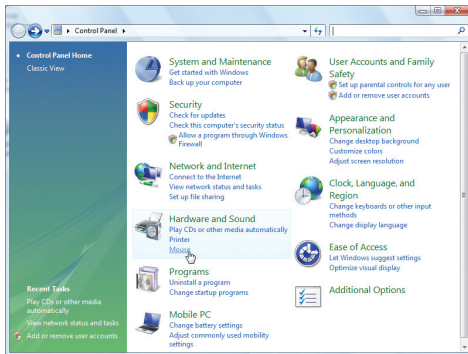 Control Panel
Control Panel Home
Classic View
System and Maintenance
Get started with Windows
Back up your computer
Security
Check for updates
Check this computer's security status
Allow a program through Windows
Firewall
Network and Internet
Connect to the Internet
View network status and tasks
Set up file sharing
Hardware and Sound
Play CDs or other media automatically
Printer
Mouse
Programs
Uninstall a program
Change startup programs
Mobile PC
Change battery settings
Adjust commonly used mobility
settings
User Accounts and Family
Safety
Set up parental controls for any user
Add or remove user accounts
Appearance and
Personalization
Change desktop background
Customize colors
Adjust screen resolution
Clock, Language, and
Region
Change keyboards or other input
methods
Change display language
Ease of Access
Let Windows suggest settings
Optimize visual display
Additional Options
Recent Tasks
Play CDs or other media
automatically
View network status and tasks
Add or remove user accounts